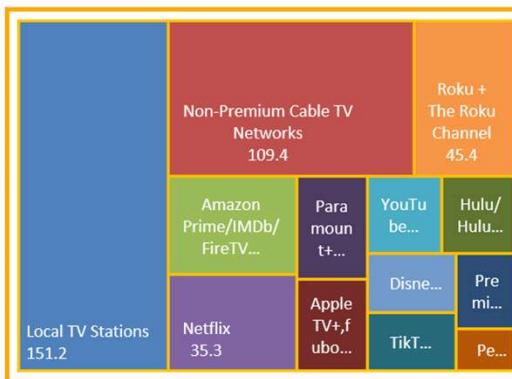 Local TV Stations
151.2
Non-Premium Cable TV
Networks
109.4
Roku +
The Roku
Channel
45.4
Amazon
Prime/IMDb/
FireTV...
Netflix
35.3
Para
moun
t+...
Apple
TV+,f
ubo...
YouTu
be...
Hulu/
Hulu...
Disne...
TikT...
Pre
mi...
Pe...